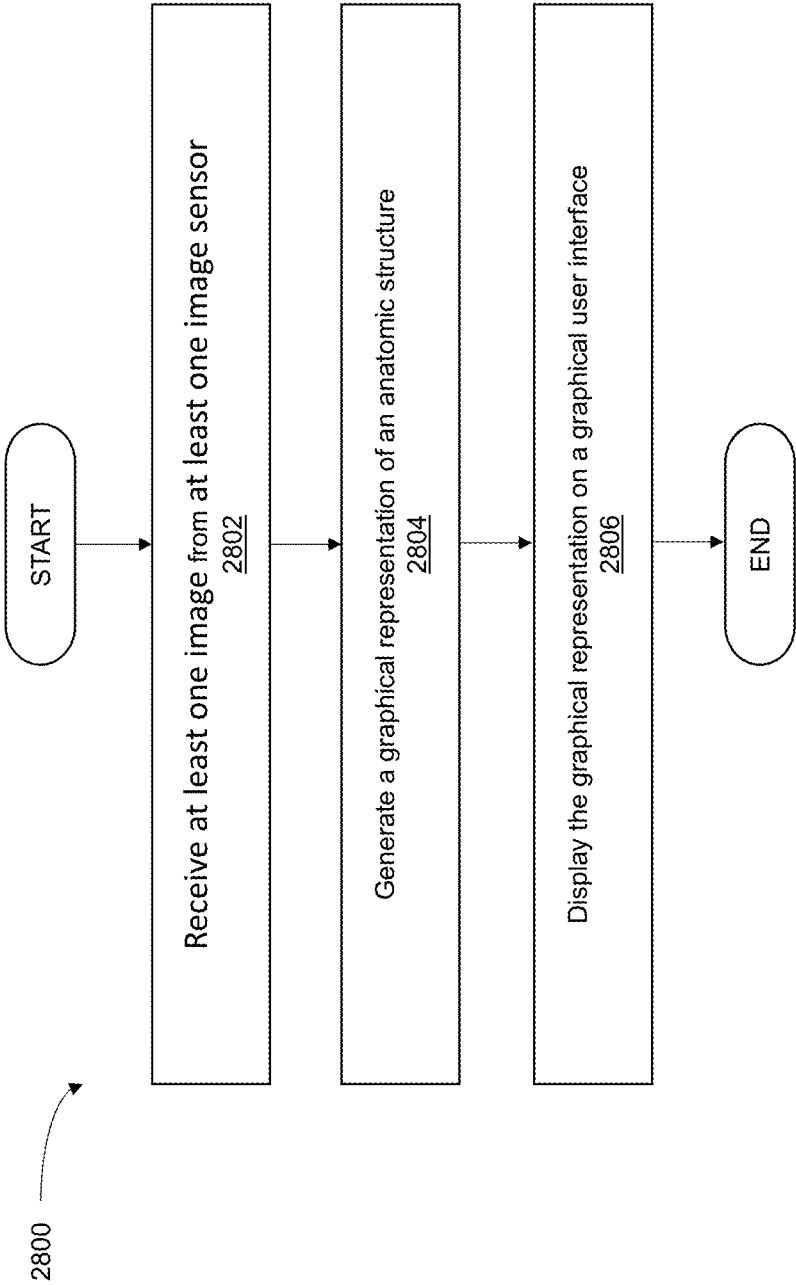 2800
START
Receive at least one image from at least one image sensor
2802
Generate a graphical representation of an anatomic structure
2804
Display the graphical representation on a graphical user interface
2806
END